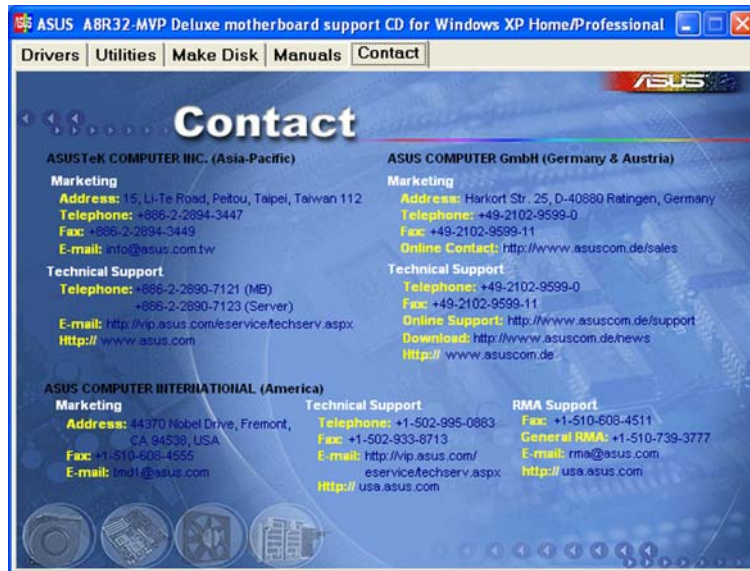 ASUS A8R32-MVP Deluxe motherboard support CD for Windows XP Home/Professional
Drivers Utilities Make Disk Manuals Contact
ASUS
Contact
ASUSTeK COMPUTER INC. (Asia-Pacific)
Marketing
Address: 15, Li-Te Road, Peitou, Taipei, Taiwan 112
Telephone: +886-2-2894-3447
Fax: +886-2-2894-3449
E-mail: info@asus.com.tw
Technical Support
Telephone: +886-2-2890-7121 (MB)
+886-2-2890-7123 (Server)
E-mail: http://vip.asus.com/eservice/techserv.aspx
Http:// www.asus.com
ASUS COMPUTER GmbH (Germany & Austria)
Marketing
Address: Harkort Str. 25, D-40880 Ratingen, Germany
Telephone: +49-2102-9599-0
Fax: +49-2102-9599-11
Online Contact: http://www.asuscom.de/sales
Technical Support
Telephone: +49-2102-9599-0
Fax: +49-2102-9599-11
Online Support: http://www.asuscom.de/support
Download: http://www.asuscom.de/news
Http:// www.asuscom.de
ASUS COMPUTER INTERNATIONAL (America)
Marketing
Address: 44370 Nobel Drive, Fremont,
CA 94538, USA
Fax: +1-510-608-4555
E-mail: tmd1@asus.com
Technical Support
Telephone: +1-502-995-0883
Fax: +1-502-933-8713
E-mail: http://vip.asus.com/
eservice/techserv.aspx
Http:// usa.asus.com
RMA Support
Fax: +1-510-608-4511
General RMA: +1-510-739-3777
E-mail: rma@asus.com
http:// usa.asus.com